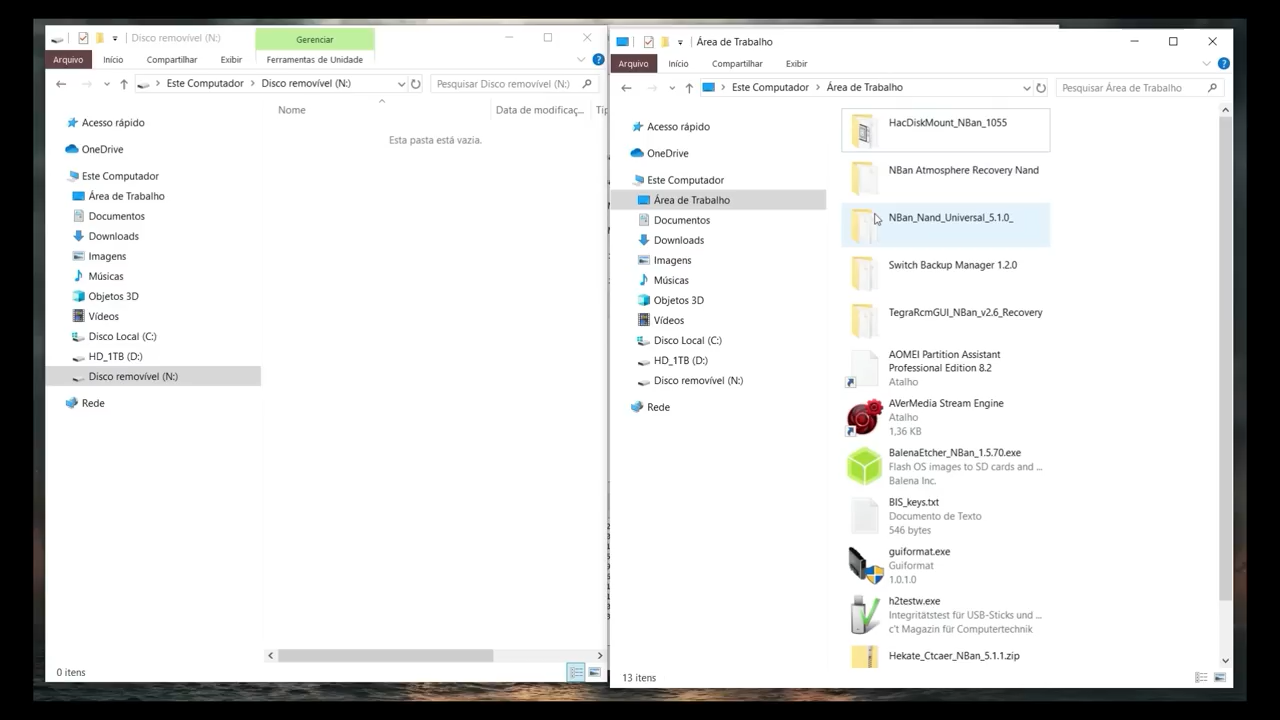 Disco removível (N:)
Gerenciar
Arquivo
Início
Compartilhar
Exibir
Ferramentas de Unidade
Este Computador
Disco removível (N:)
Pesquisar Disco removível (N:)
Nome
Data de modificaç...
Esta pasta está vazia.
Acesso rápido
OneDrive
Este Computador
Área de Trabalho
Documentos
Downloads
Imagens
Músicas
Objetos 3D
Vídeos
Disco Local (C:)
HD_1TB (D:)
Disco removível (N:)
Rede
0 itens
Área de Trabalho
Arquivo
Início
Compartilhar
Exibir
Este Computador
Área de Trabalho
Pesquisar Área de Trabalho
Acesso rápido
OneDrive
Este Computador
Área de Trabalho
Documentos
Downloads
Imagens
Músicas
Objetos 3D
Vídeos
Disco Local (C:)
HD_1TB (D:)
Disco removível (N:)
Rede
HacDiskMount_NBan_1055
NBan Atmosphere Recovery Nand
NBan_Nand_Universal_5.1.0_
Switch Backup Manager 1.2.0
TegraRcmGUI_NBan_v2.6_Recovery
AOMEI Partition Assistant
Professional Edition 8.2
Atalho
AVerMedia Stream Engine
Atalho
1,36 KB
BalenaEtcher_NBan_1.5.70.exe
Flash OS images to SD cards and ...
Balena Inc.
BIS_keys.txt
Documento de Texto
546 bytes
guiformat.exe
Guiformat
1.0.1.0
h2testw.exe
Integritätstest für USB-Sticks und ...
c't Magazin für Computertechnik
Hekate_Ctcaer_NBan_5.1.1.zip
13 itens